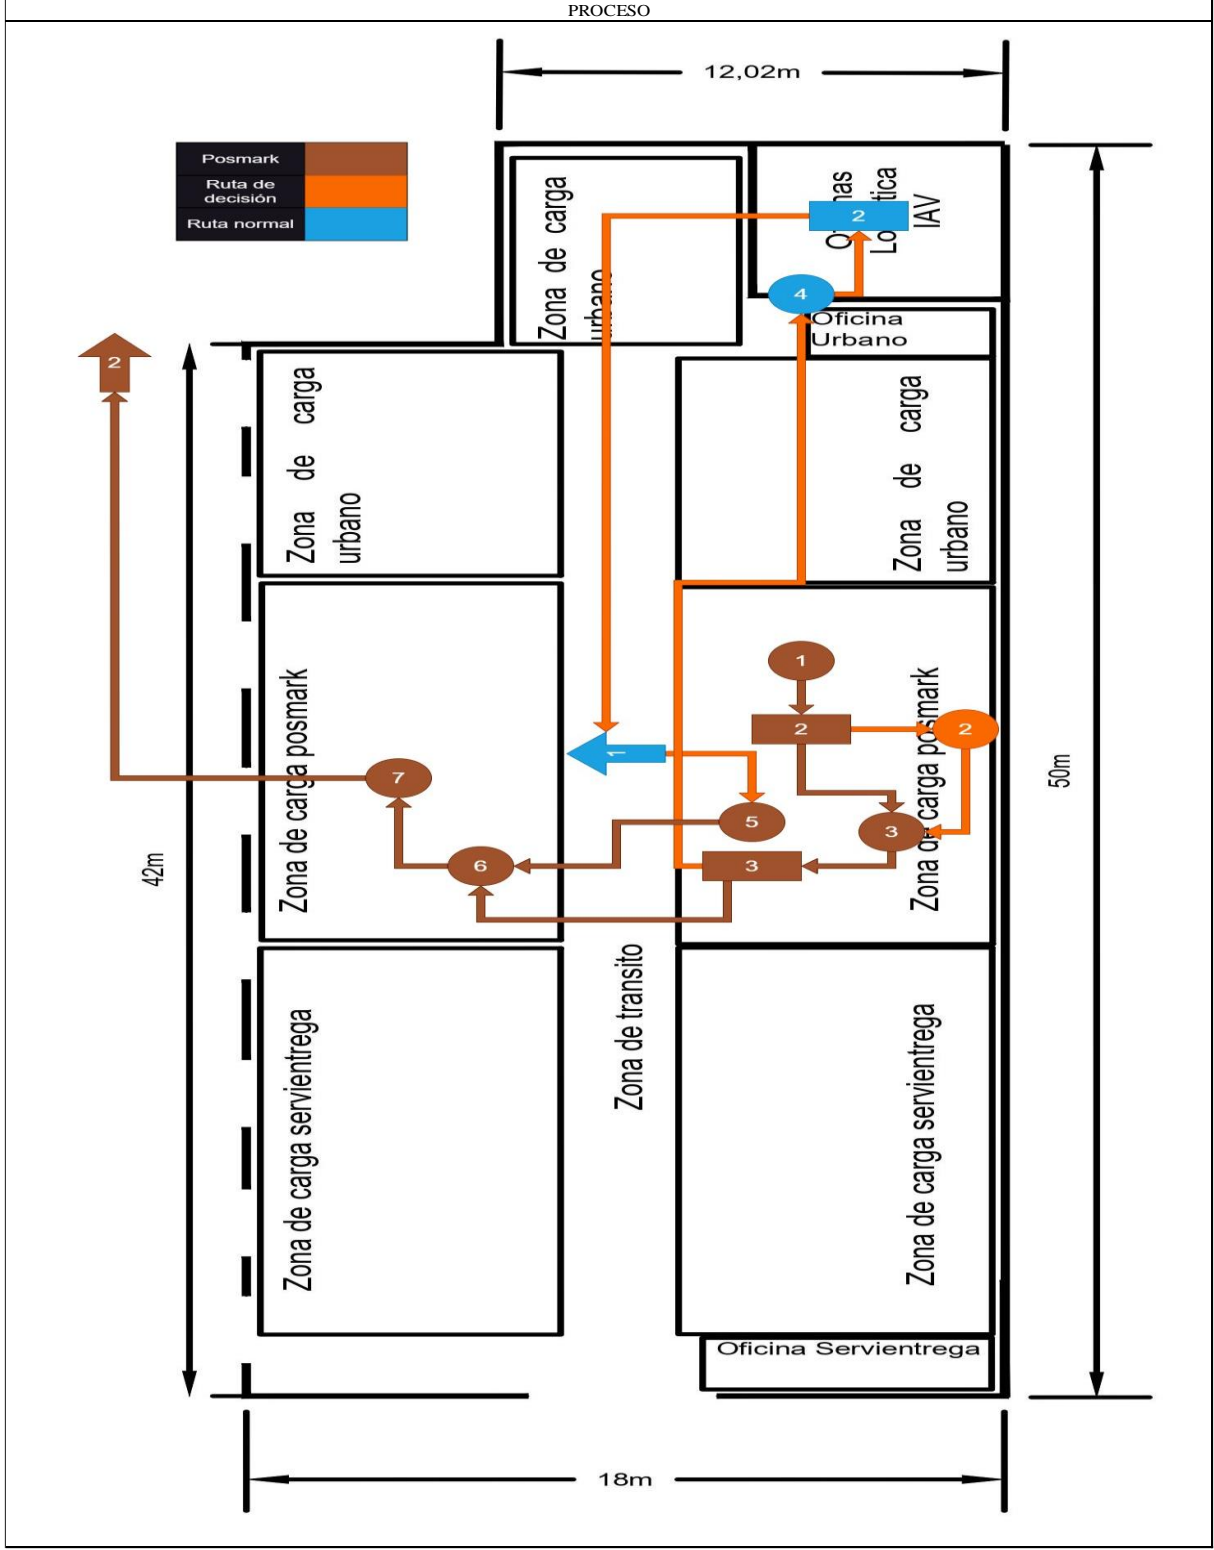 PROCESO
12,02m
Posmark
Ruta de
decisión
Ruta normal
Zona de carga
urbano
IAV
2
4
Oficina
Urbano
2
Zona de carga
urbano
Zona de carga
urbano
1
2
2
Zona de carga posmark
Zona de carga posmark
1
7
5
3
6
3
42m
50m
Zona de transito
Zona de carga servientrega
Zona de carga servientrega
Oficina Servientrega
18m